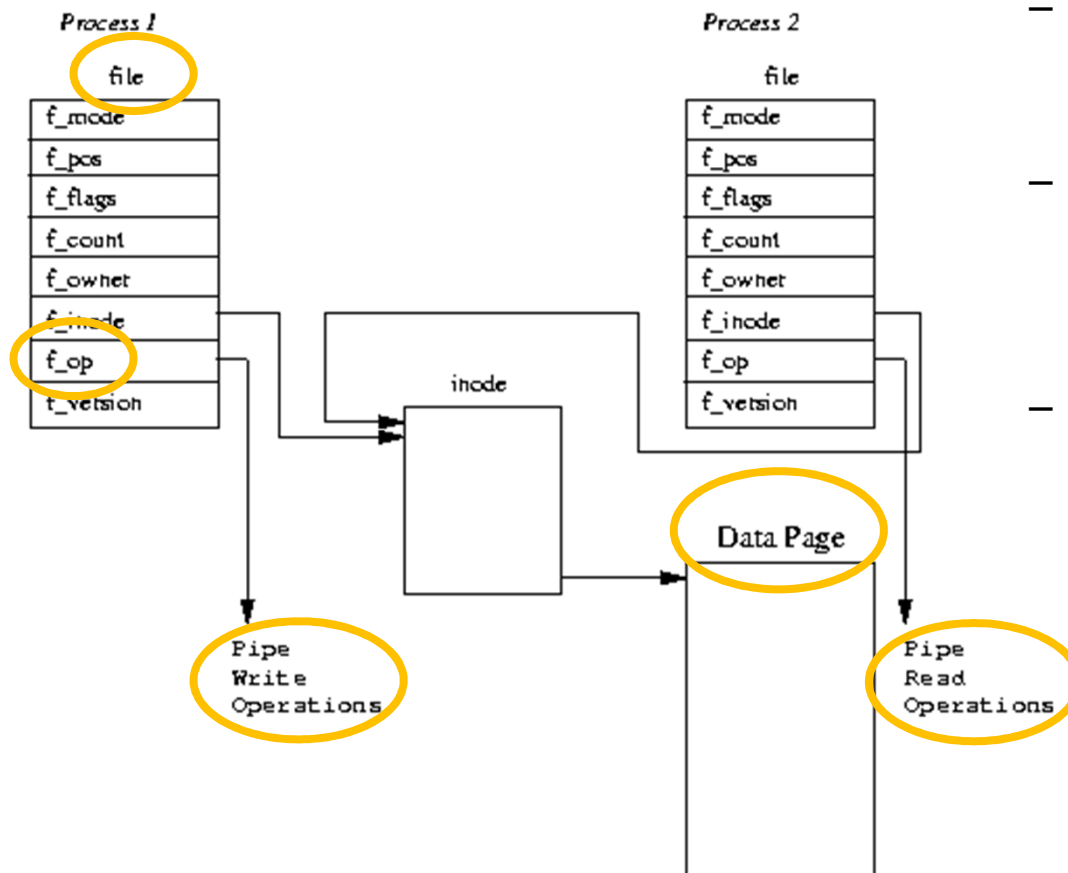 Process 1
file
f_mode
f_pos
f_flags
f_count
f_owner
f_inode
f_op
f_version
Process 2
file
f_mode
f_pos
f_flags
f_count
f_owner
f_inode
f_op
f_version
inode
Data Page
Pipe
Write
Operations
Pipe
Read
Operations